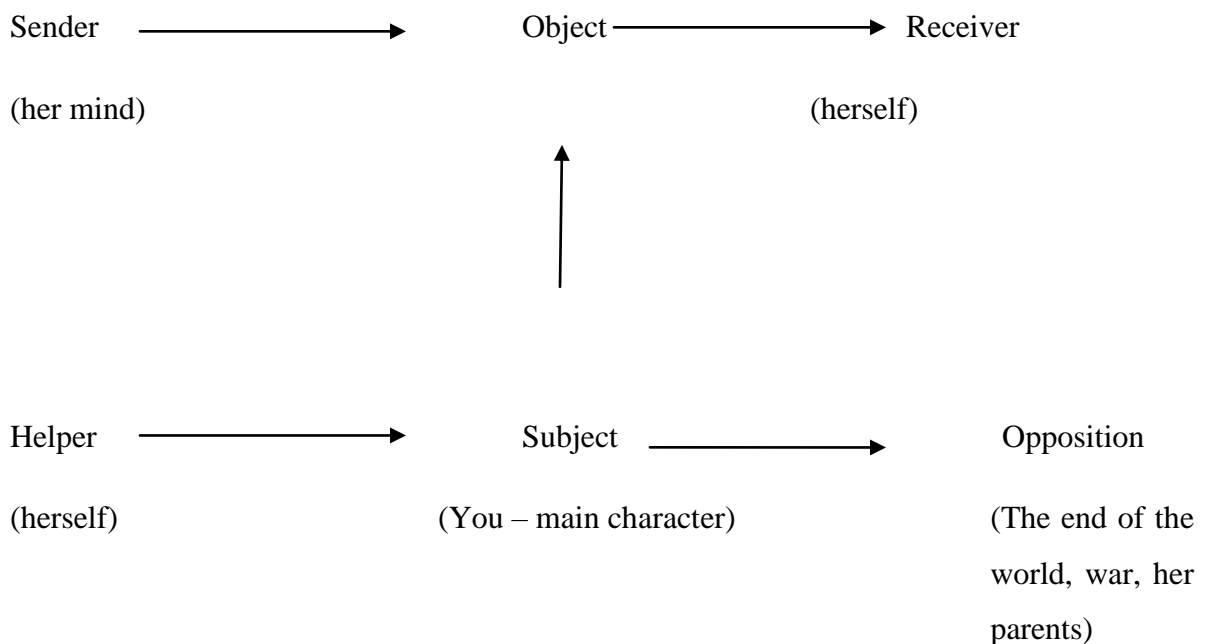 Sender Object Receiver
(her mind) (herself)
Helper Subject Opposition
(herself) (You – main character) (The end of the
world, war, her
parents)